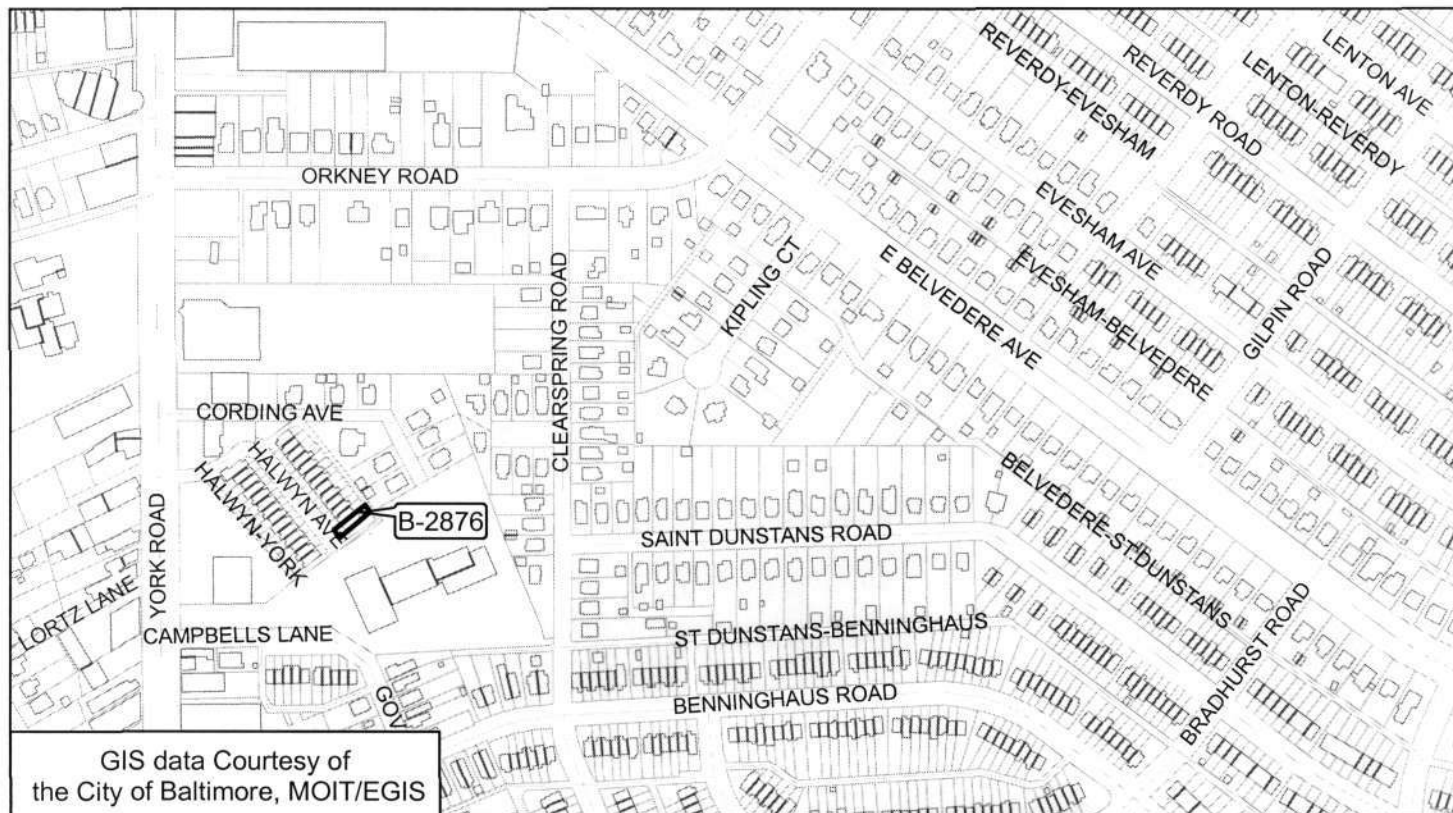 REVERDY-EVESHAM
REVERDY ROAD
LENTON-REVERDY
LENTON AVE
ORKNEY ROAD
EVESHAM AVE
EVESHAM-BELVEDERE
E BELVEDERE AVE
GILPIN ROAD
KIPLING CT
CLEARSPRING ROAD
CORDING AVE
HALWYN AVE
HALWYN-YORK
B-2876
YORK ROAD
LORTZ LANE
CAMPBELLS LANE
SAINT DUNSTANS ROAD
BELVEDERE-ST DUNSTANS
ST DUNSTANS-BENNINGHAUS
BENNINGHAUS ROAD
BRADHURST ROAD
GOV
GIS data Courtesy of
the City of Baltimore, MOIT/EGIS